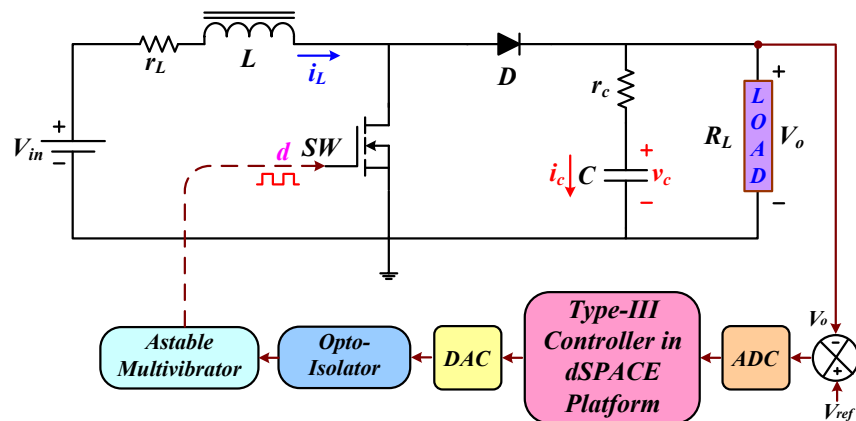 r_L
L
i_L
D
r_c
+
V_in
−
d
SW
i_c
C
+
v_c
−
R_L
LOAD
+
V_o
−
Astable
Multivibrator
Opto-
Isolator
DAC
Type-III
Controller in
dSPACE
Platform
ADC
V_o
-
+
V_ref